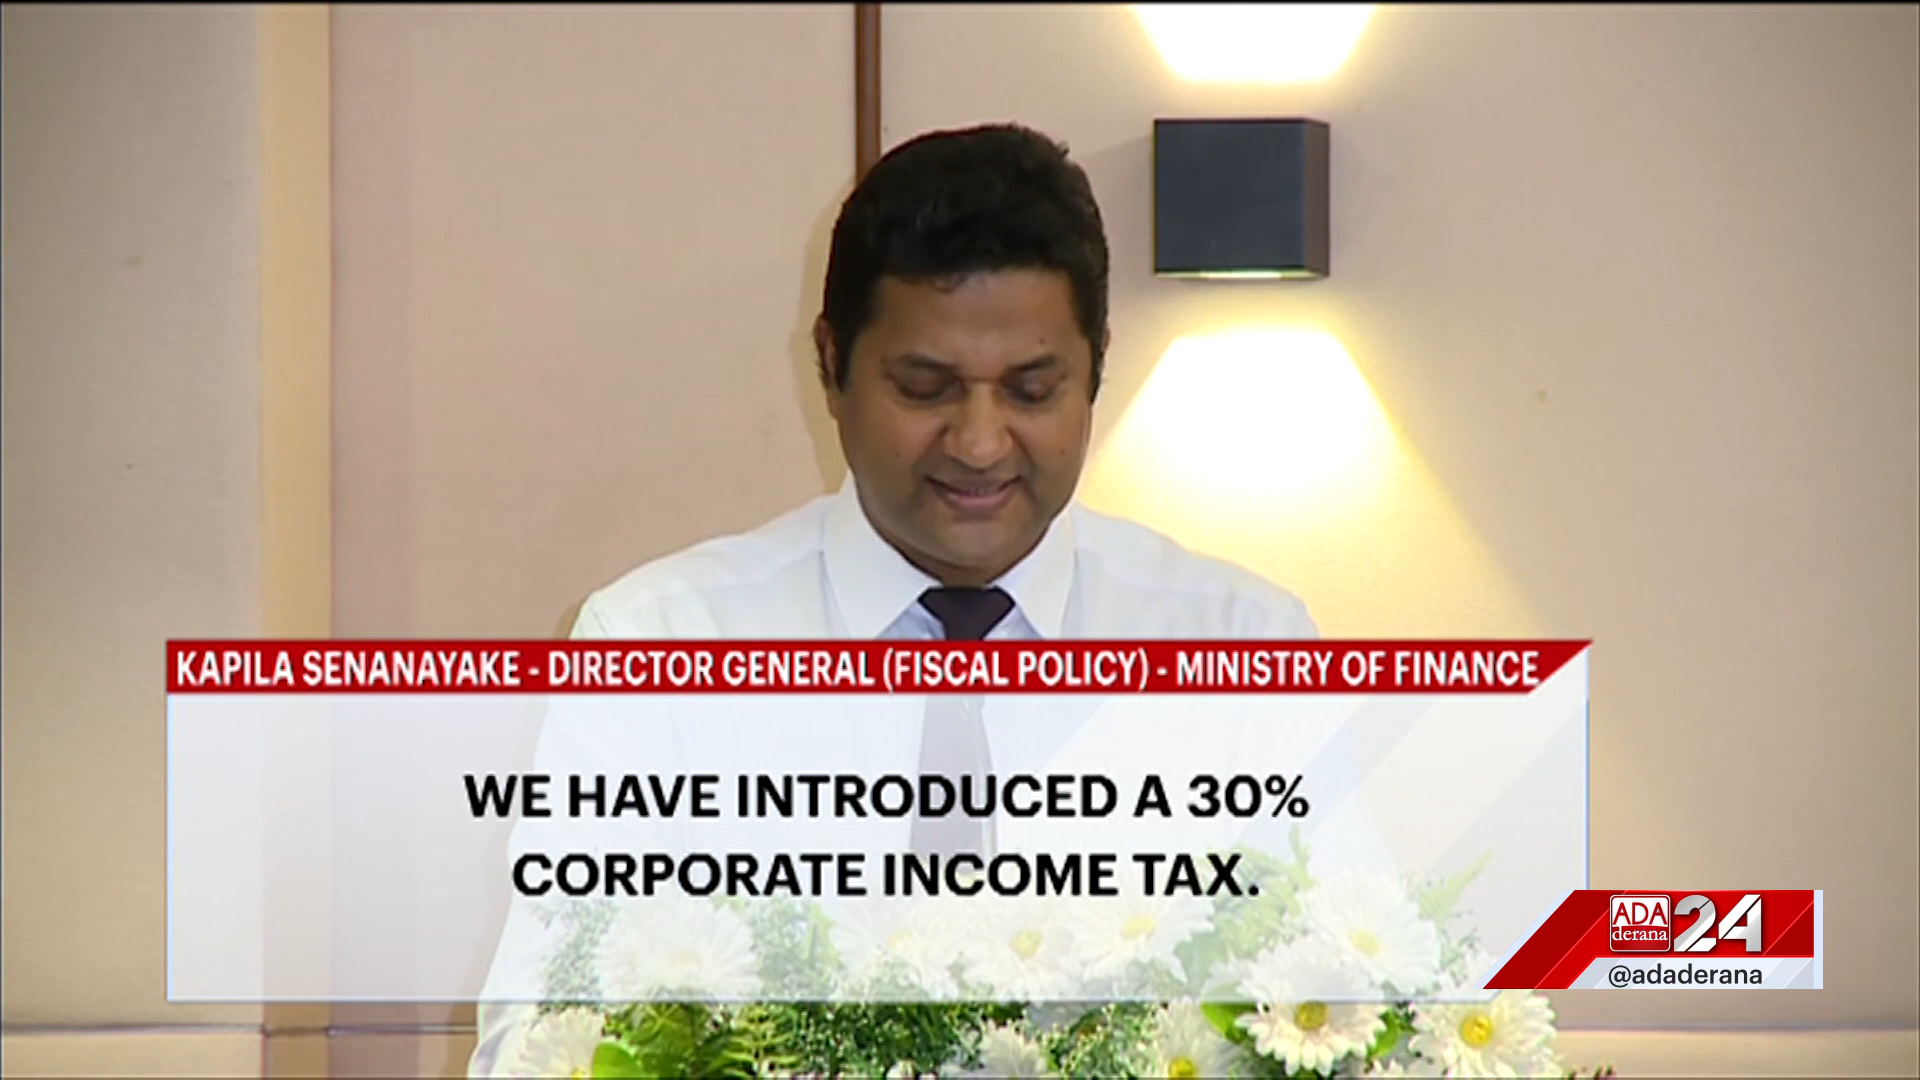 KAPILA SENANAYAKE - DIRECTOR GENERAL (FISCAL POLICY) - MINISTRY OF FINANCE
WE HAVE INTRODUCED A 30%
CORPORATE INCOME TAX.
ADA
derana
24
@adaderana